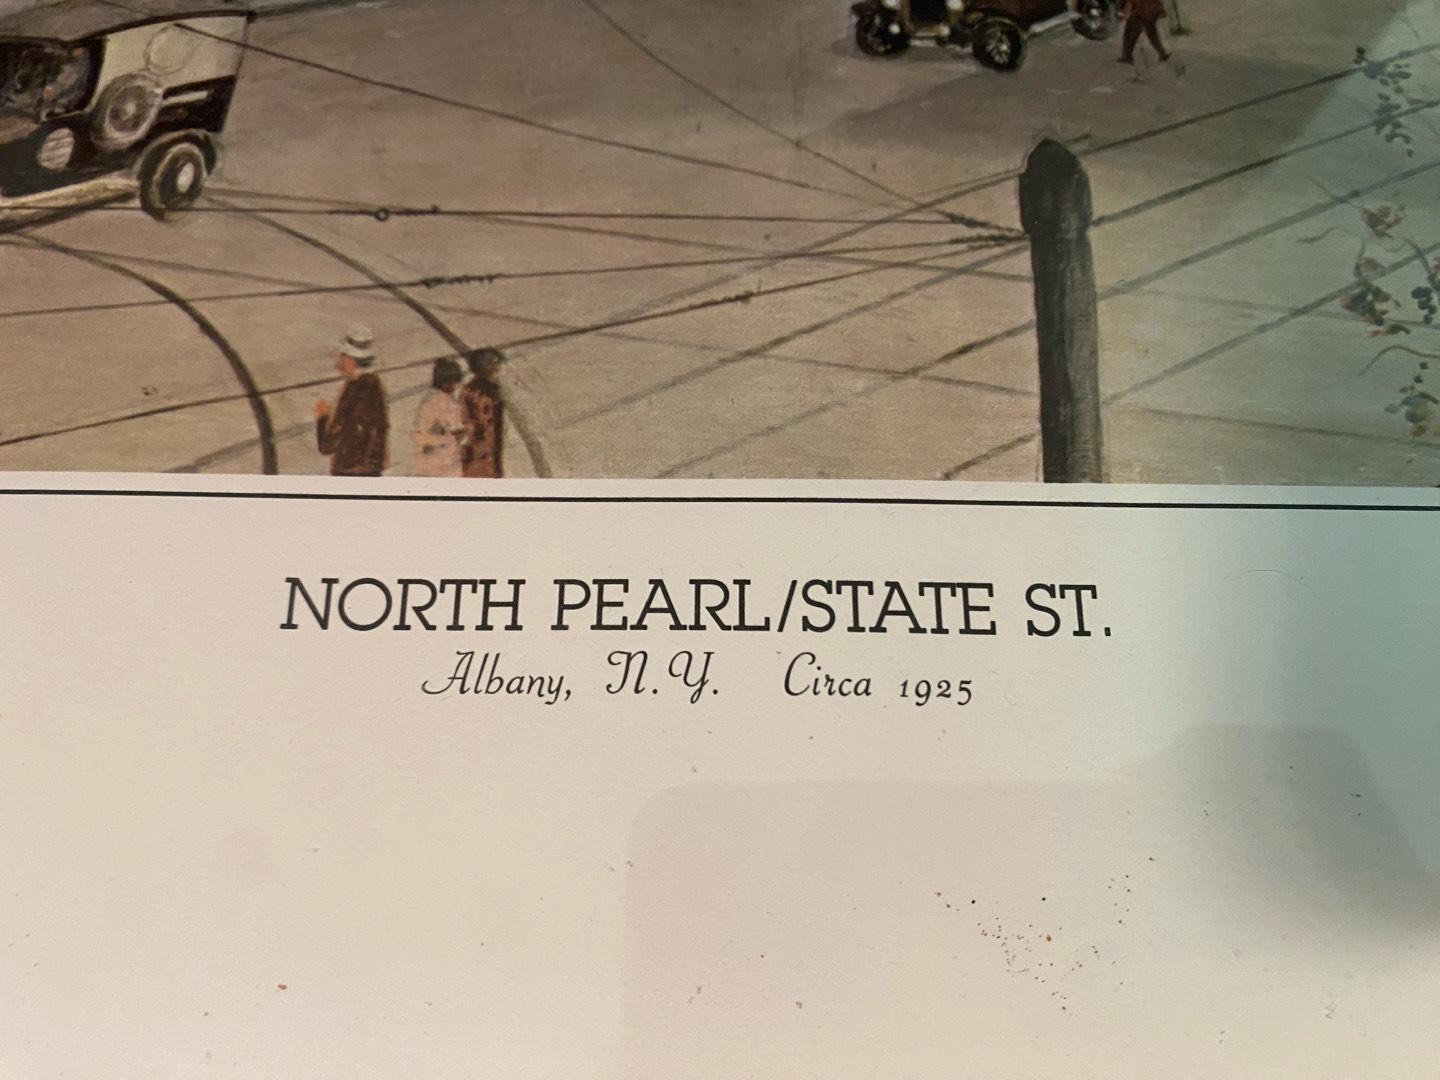 NORTH PEARL/STATE ST.
Albany, N.Y. Circa 1925